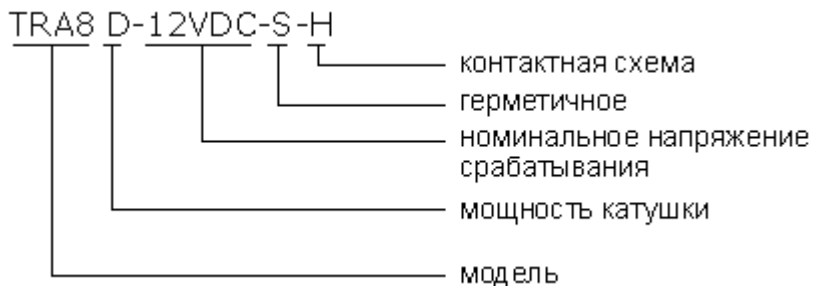 TRA8 D-12VDC-S-H
контактная схема
герметичное
номинальное напряжение
срабатывания
мощность катушки
модель